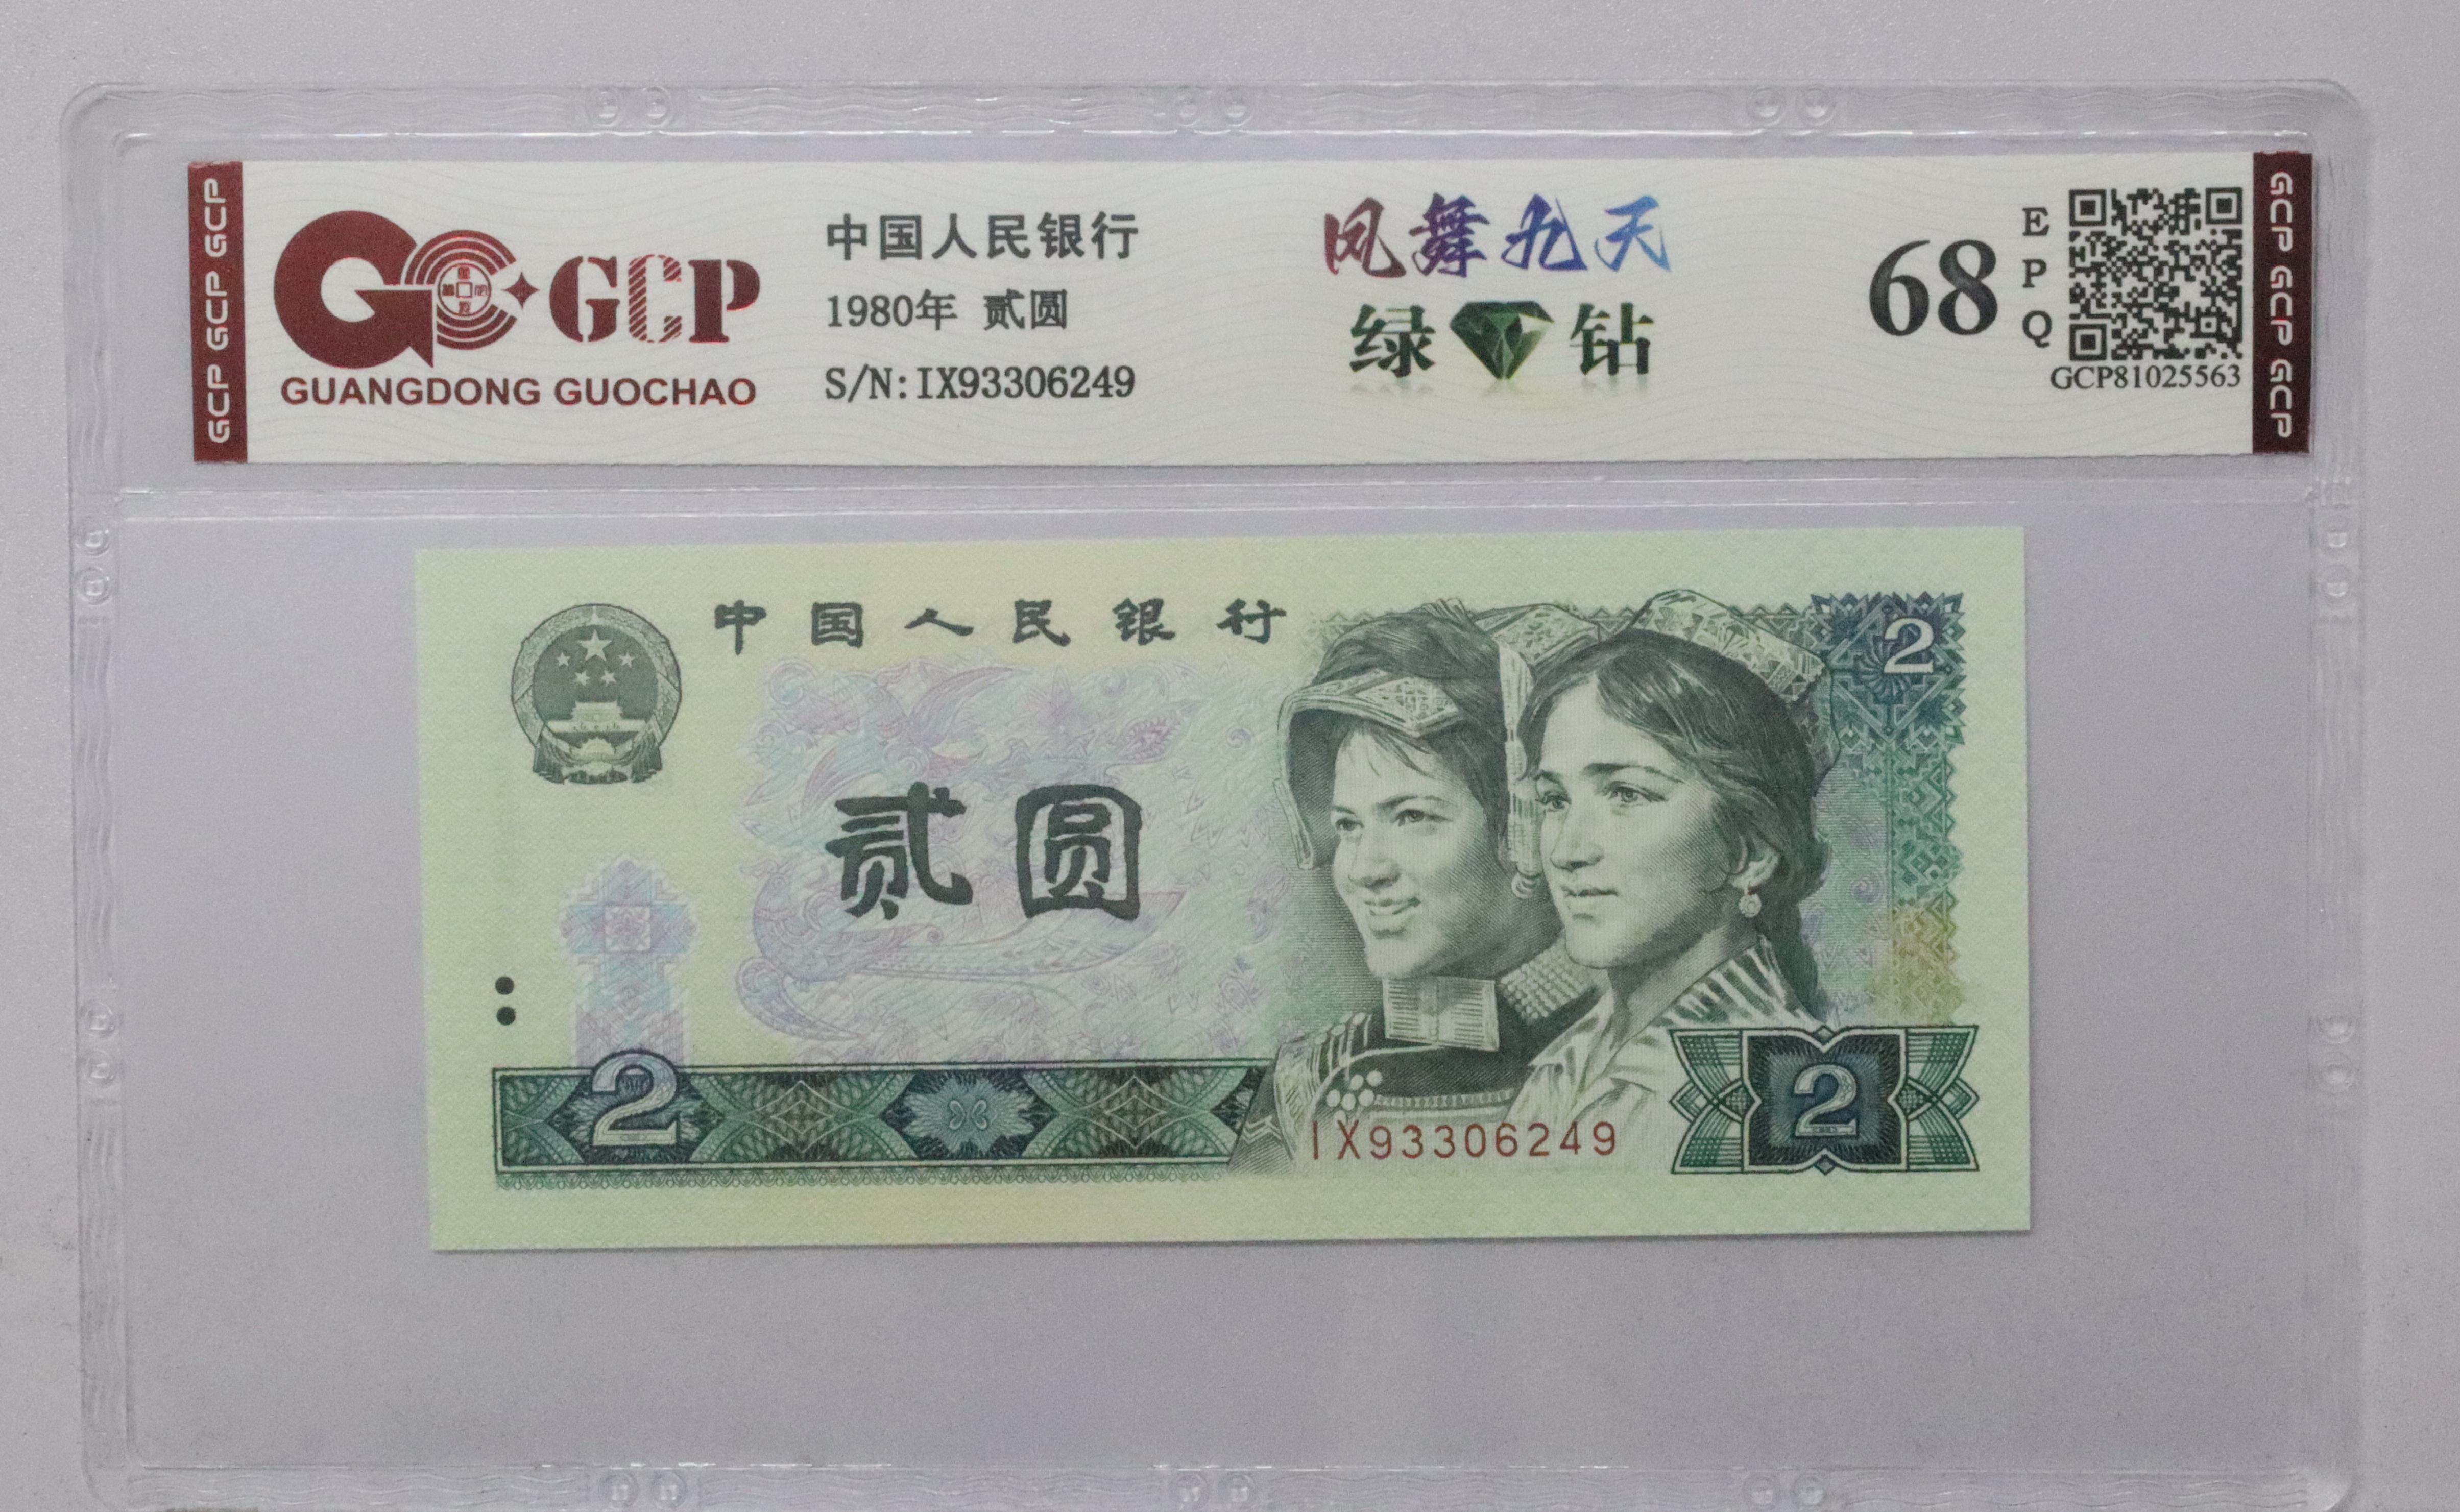 GCP GCP GCP
GCP
GUANGDONG GUOCHAO
中国人民银行
1980年 贰圆
S/N:IX93306249
凤舞九天
绿钻
68
EPQ
GCP81025563
GCP GCP GCP
中国人民银行
2
贰圆
2
IX93306249
2